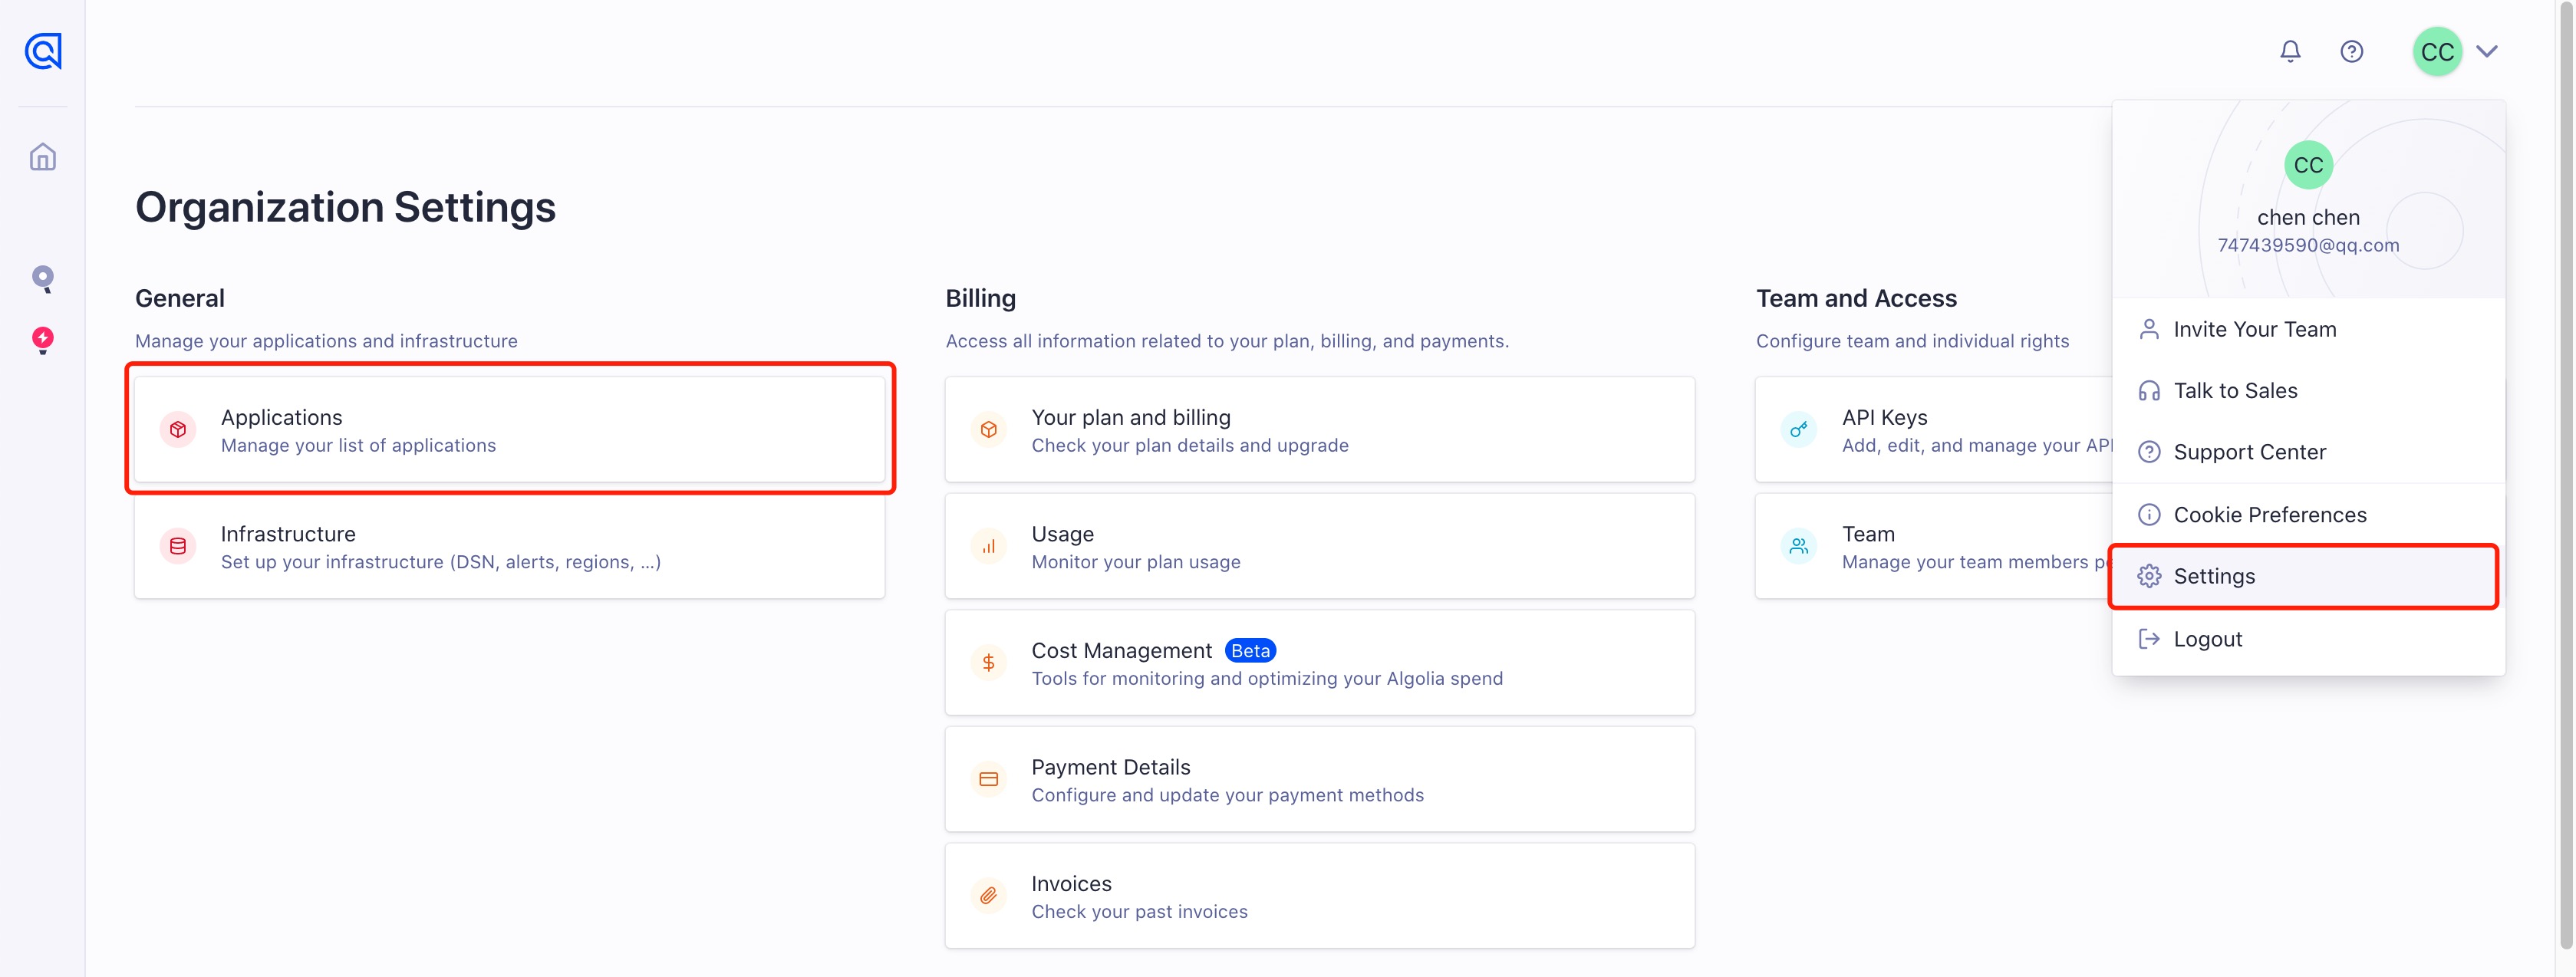 CC
Organization Settings
General
Manage your applications and infrastructure
Applications
Manage your list of applications
Infrastructure
Set up your infrastructure (DSN, alerts, regions, ...)
Billing
Access all information related to your plan, billing, and payments.
Your plan and billing
Check your plan details and upgrade
Usage
Monitor your plan usage
Cost Management Beta
Tools for monitoring and optimizing your Algolia spend
Payment Details
Configure and update your payment methods
Invoices
Check your past invoices
Team and Access
Configure team and individual rights
API Keys
Add, edit, and manage your API
Team
Manage your team members
CC
chen chen
747439590@qq.com
Invite Your Team
Talk to Sales
Support Center
Cookie Preferences
Settings
Logout